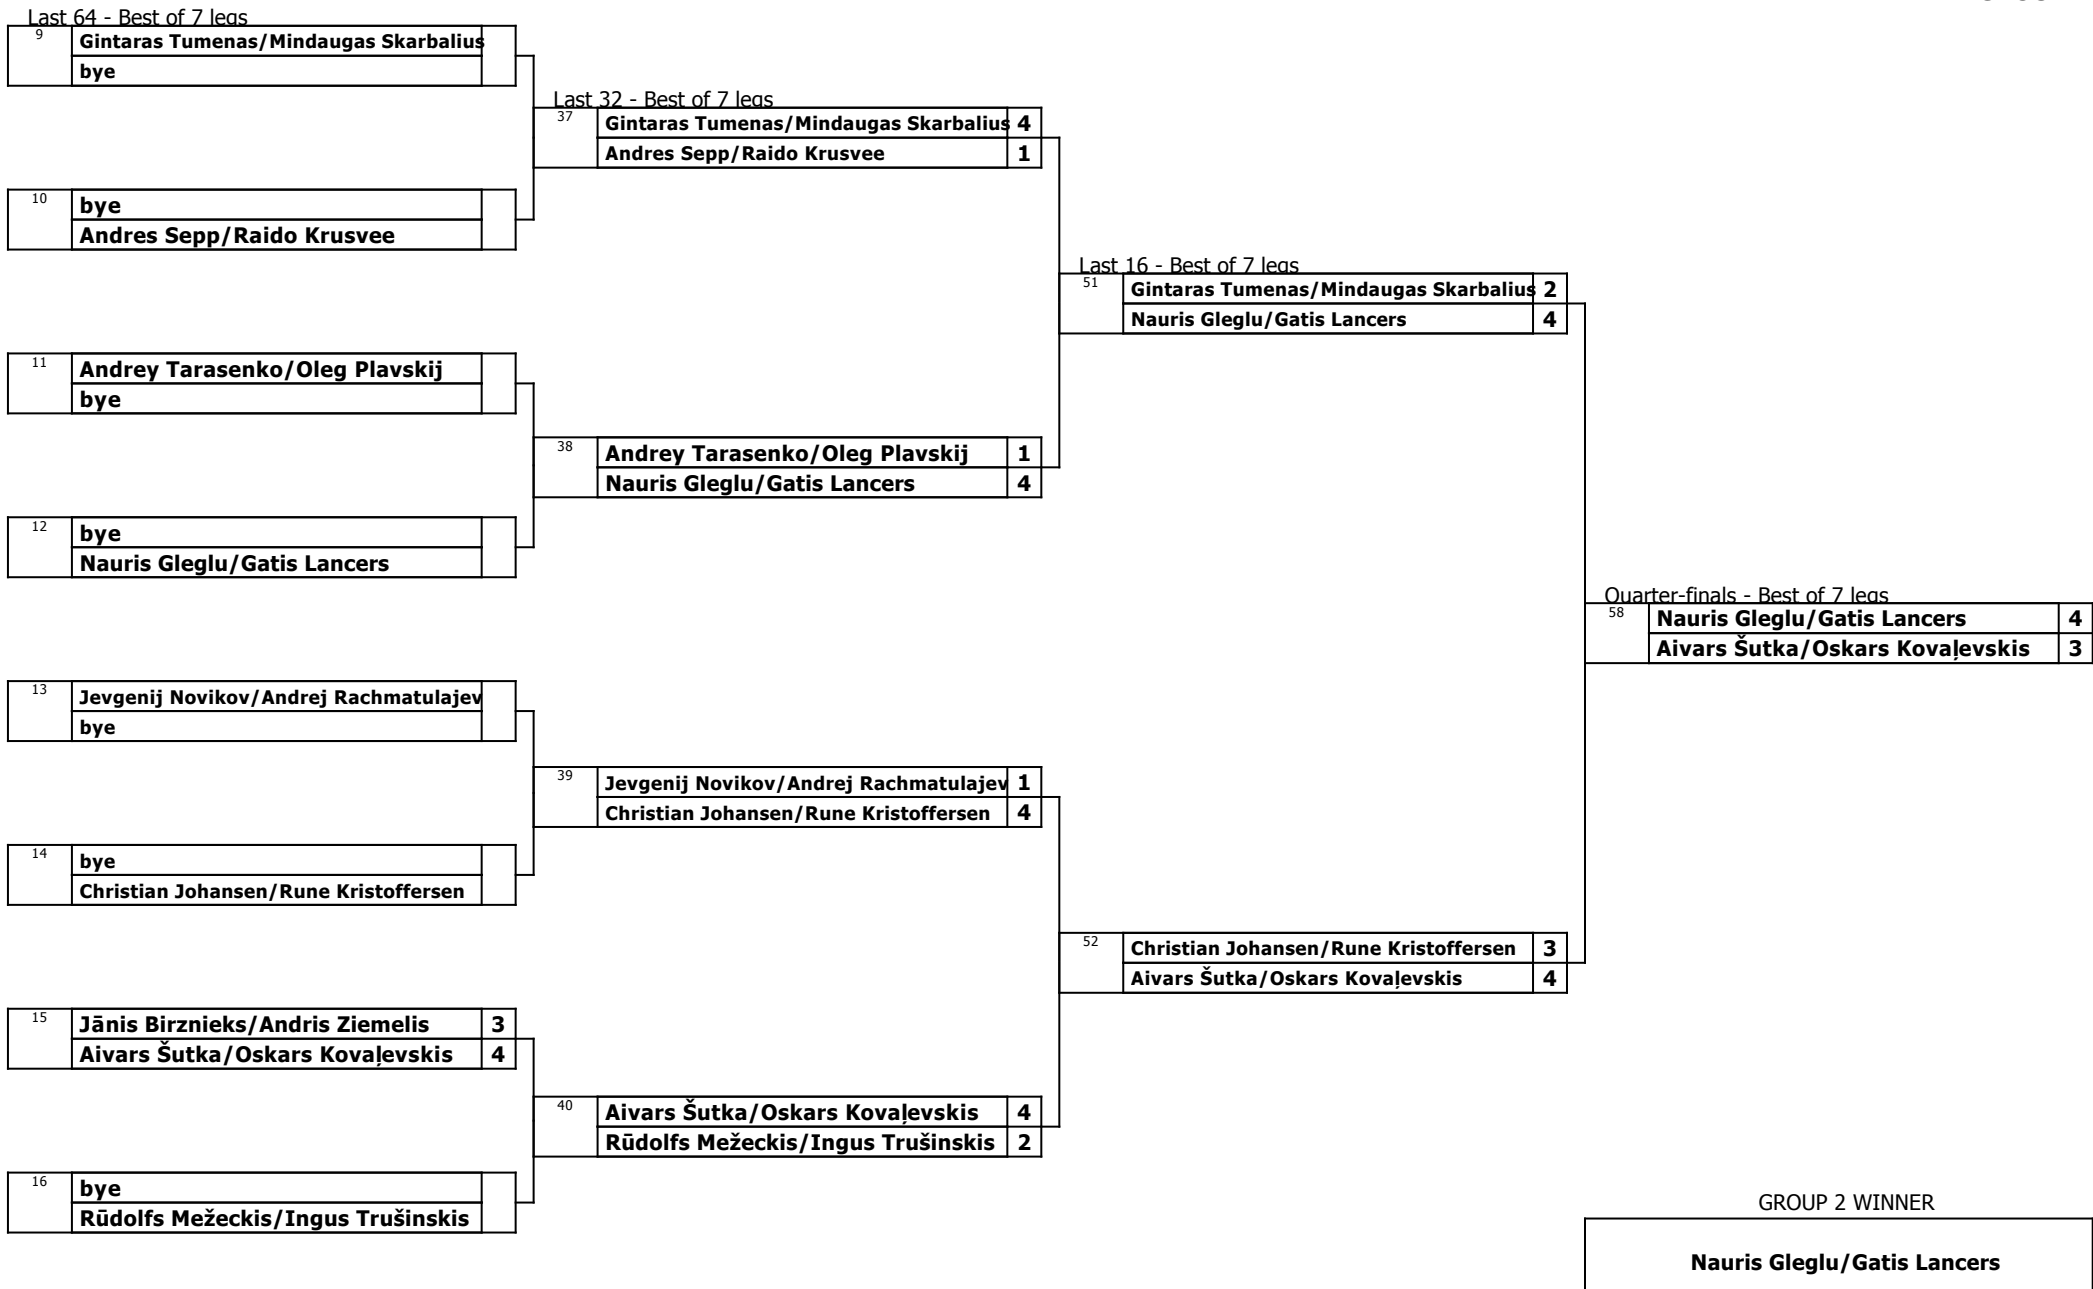 Last 64 - Best of 7 legs
9 Gintaras Tumenas/Mindaugas Skarbalius
bye
Last 32 - Best of 7 legs
37 Gintaras Tumenas/Mindaugas Skarbalius 4
Andres Sepp/Raido Krusvee 1
10 bye
Andres Sepp/Raido Krusvee
Last 16 - Best of 7 legs
51 Gintaras Tumenas/Mindaugas Skarbalius 2
Nauris Gleglu/Gatis Lancers 4
11 Andrey Tarasenko/Oleg Plavskij
bye
38 Andrey Tarasenko/Oleg Plavskij 1
Nauris Gleglu/Gatis Lancers 4
12 bye
Nauris Gleglu/Gatis Lancers
Quarter-finals - Best of 7 legs
58 Nauris Gleglu/Gatis Lancers 4
Aivars Šutka/Oskars Kovaļevskis 3
13 Jevgenij Novikov/Andrej Rachmatulajev
bye
39 Jevgenij Novikov/Andrej Rachmatulajev 1
Christian Johansen/Rune Kristoffersen 4
14 bye
Christian Johansen/Rune Kristoffersen
52 Christian Johansen/Rune Kristoffersen 3
Aivars Šutka/Oskars Kovaļevskis 4
15 Jānis Birznieks/Andris Ziemelis 3
Aivars Šutka/Oskars Kovaļevskis 4
40 Aivars Šutka/Oskars Kovaļevskis 4
Rūdolfs Mežeckis/Ingus Trušinskis 2
16 bye
Rūdolfs Mežeckis/Ingus Trušinskis
GROUP 2 WINNER
Nauris Gleglu/Gatis Lancers